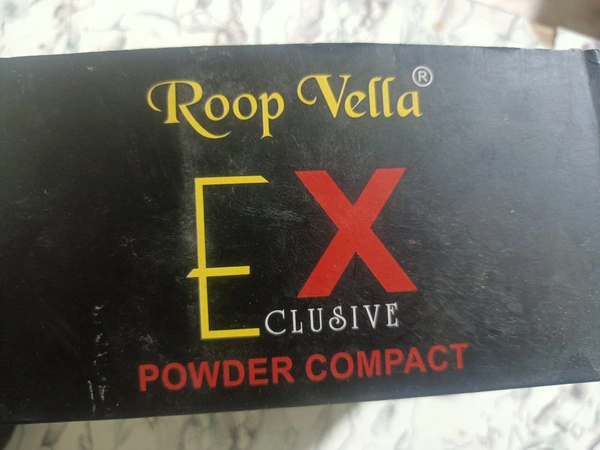 Roop Vella®
EX
CLUSIVE
POWDER COMPACT